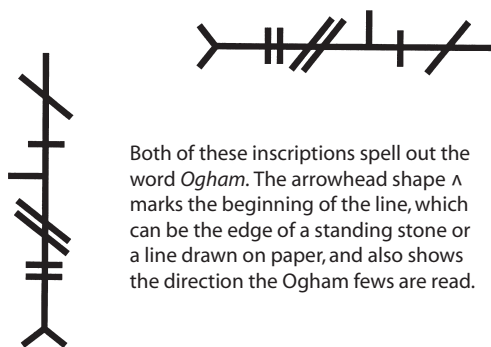 ᚛ᚑᚌᚆᚐᚋ
᚛ᚑᚌᚆᚐᚋ
Both of these inscriptions spell out the
word Ogham. The arrowhead shape ʌ
marks the beginning of the line, which
can be the edge of a standing stone or
a line drawn on paper, and also shows
the direction the Ogham fews are read.